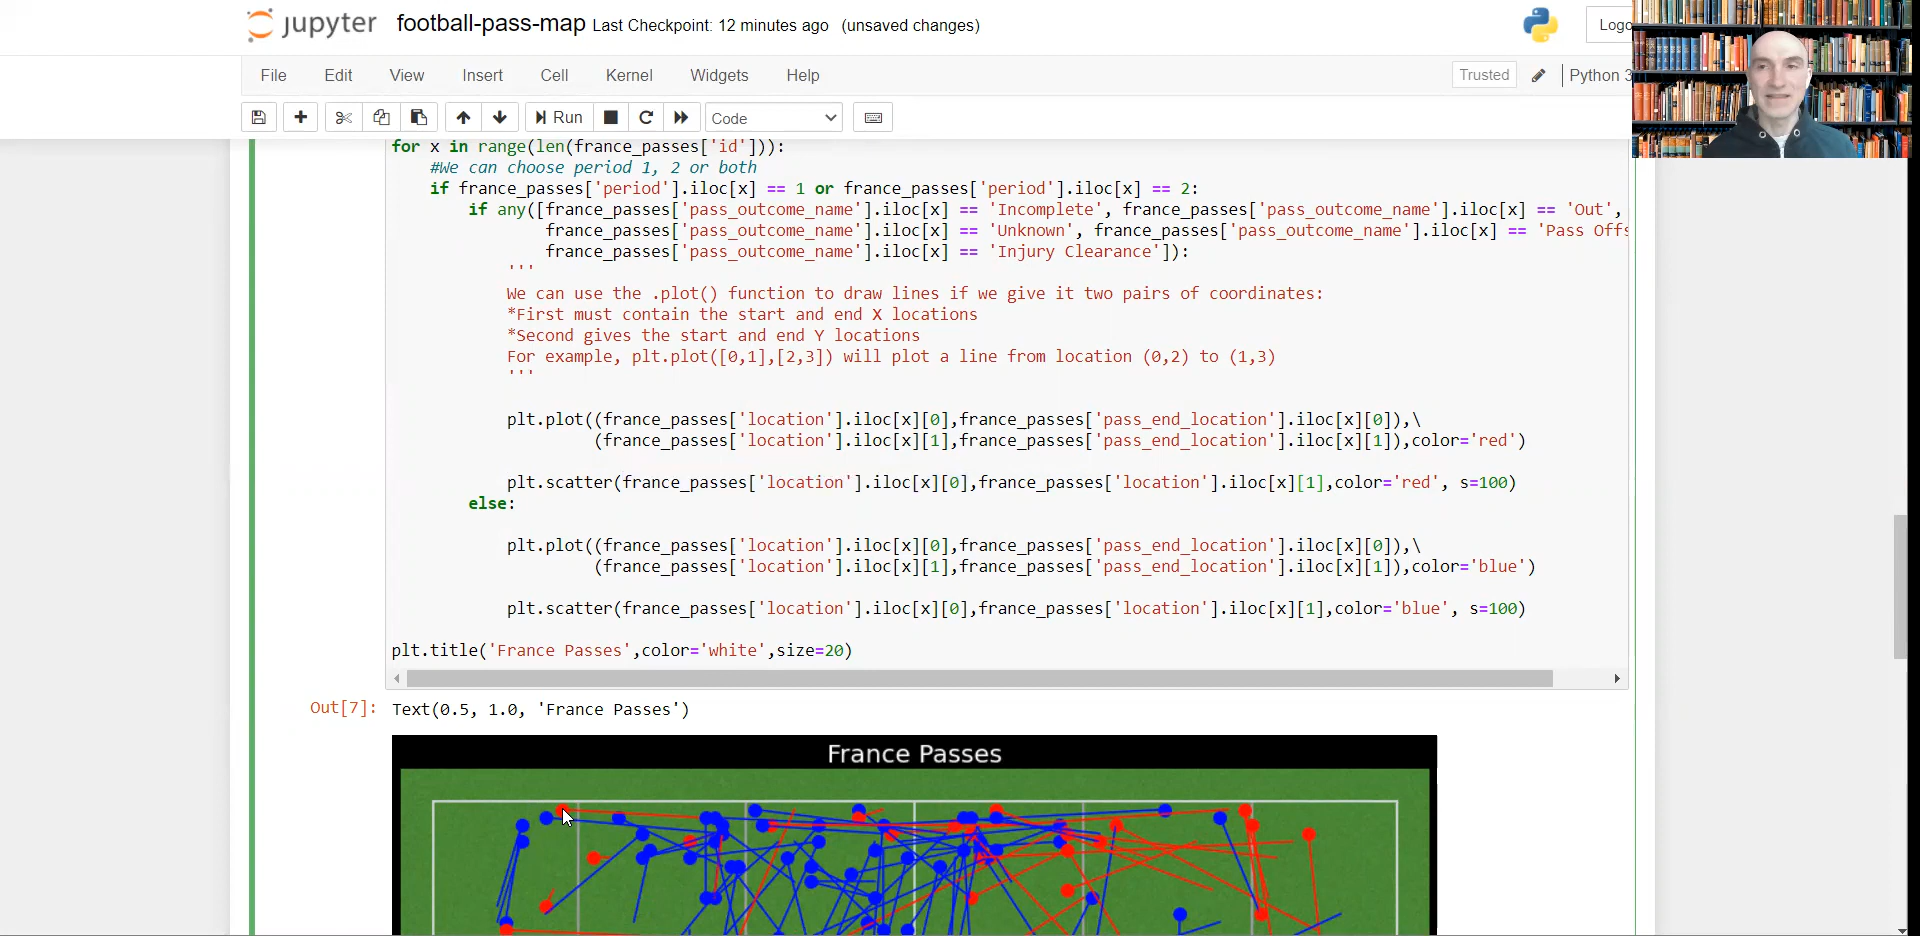 jupyter football-pass-map Last Checkpoint: 12 minutes ago (unsaved changes)
File Edit View Insert Cell Kernel Widgets Help Trusted Python 3
Run Code
for x in range(len(france_passes['id'])):
#We can choose period 1, 2 or both
if france_passes['period'].iloc[x] == 1 or france_passes['period'].iloc[x] == 2:
if any([france_passes['pass_outcome_name'].iloc[x] == 'Incomplete', france_passes['pass_outcome_name'].iloc[x] == 'Out',
france_passes['pass_outcome_name'].iloc[x] == 'Unknown', france_passes['pass_outcome_name'].iloc[x] == 'Pass Offs
france_passes['pass_outcome_name'].iloc[x] == 'Injury Clearance']):
'''
We can use the .plot() function to draw lines if we give it two pairs of coordinates:
*First must contain the start and end X locations
*Second gives the start and end Y locations
For example, plt.plot([0,1],[2,3]) will plot a line from location (0,2) to (1,3)
'''
plt.plot((france_passes['location'].iloc[x][0],france_passes['pass_end_location'].iloc[x][0]),\
(france_passes['location'].iloc[x][1],france_passes['pass_end_location'].iloc[x][1]),color='red')
plt.scatter(france_passes['location'].iloc[x][0],france_passes['location'].iloc[x][1],color='red', s=100)
else:
plt.plot((france_passes['location'].iloc[x][0],france_passes['pass_end_location'].iloc[x][0]),\
(france_passes['location'].iloc[x][1],france_passes['pass_end_location'].iloc[x][1]),color='blue')
plt.scatter(france_passes['location'].iloc[x][0],france_passes['location'].iloc[x][1],color='blue', s=100)
plt.title('France Passes',color='white',size=20)
Out[7]: Text(0.5, 1.0, 'France Passes')
France Passes